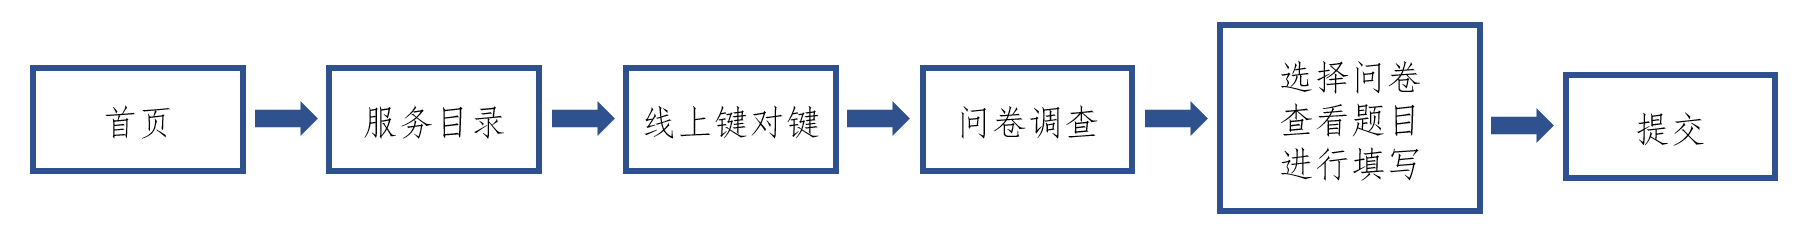 首页
服务目录
线上键对键
问卷调查
选择问卷
查看题目
进行填写
提交